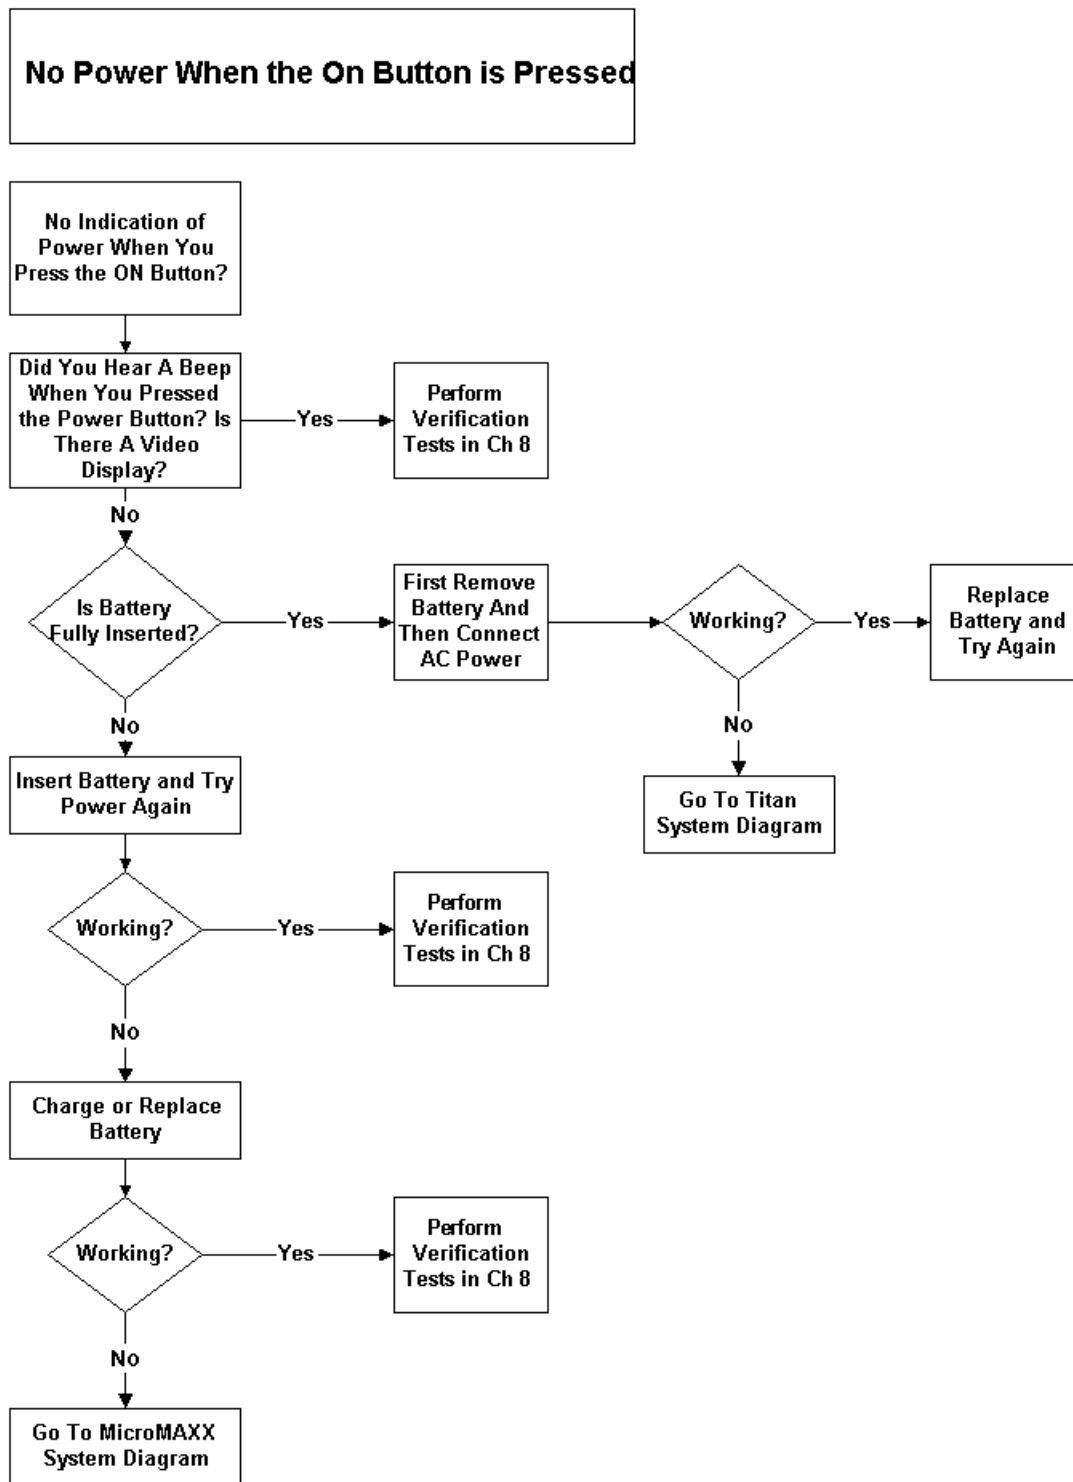 No Power When the On Button is Pressed
No Indication of
Power When You
Press the ON Button?
Did You Hear A Beep
When You Pressed
the Power Button? Is
There A Video
Display?
Yes
Perform
Verification
Tests in Ch 8
No
Is Battery
Fully Inserted?
Yes
First Remove
Battery And
Then Connect
AC Power
Working?
Yes
Replace
Battery and
Try Again
No
Go To Titan
System Diagram
No
Insert Battery and Try
Power Again
Working?
Yes
Perform
Verification
Tests in Ch 8
No
Charge or Replace
Battery
Working?
Yes
Perform
Verification
Tests in Ch 8
No
Go To MicroMAXX
System Diagram